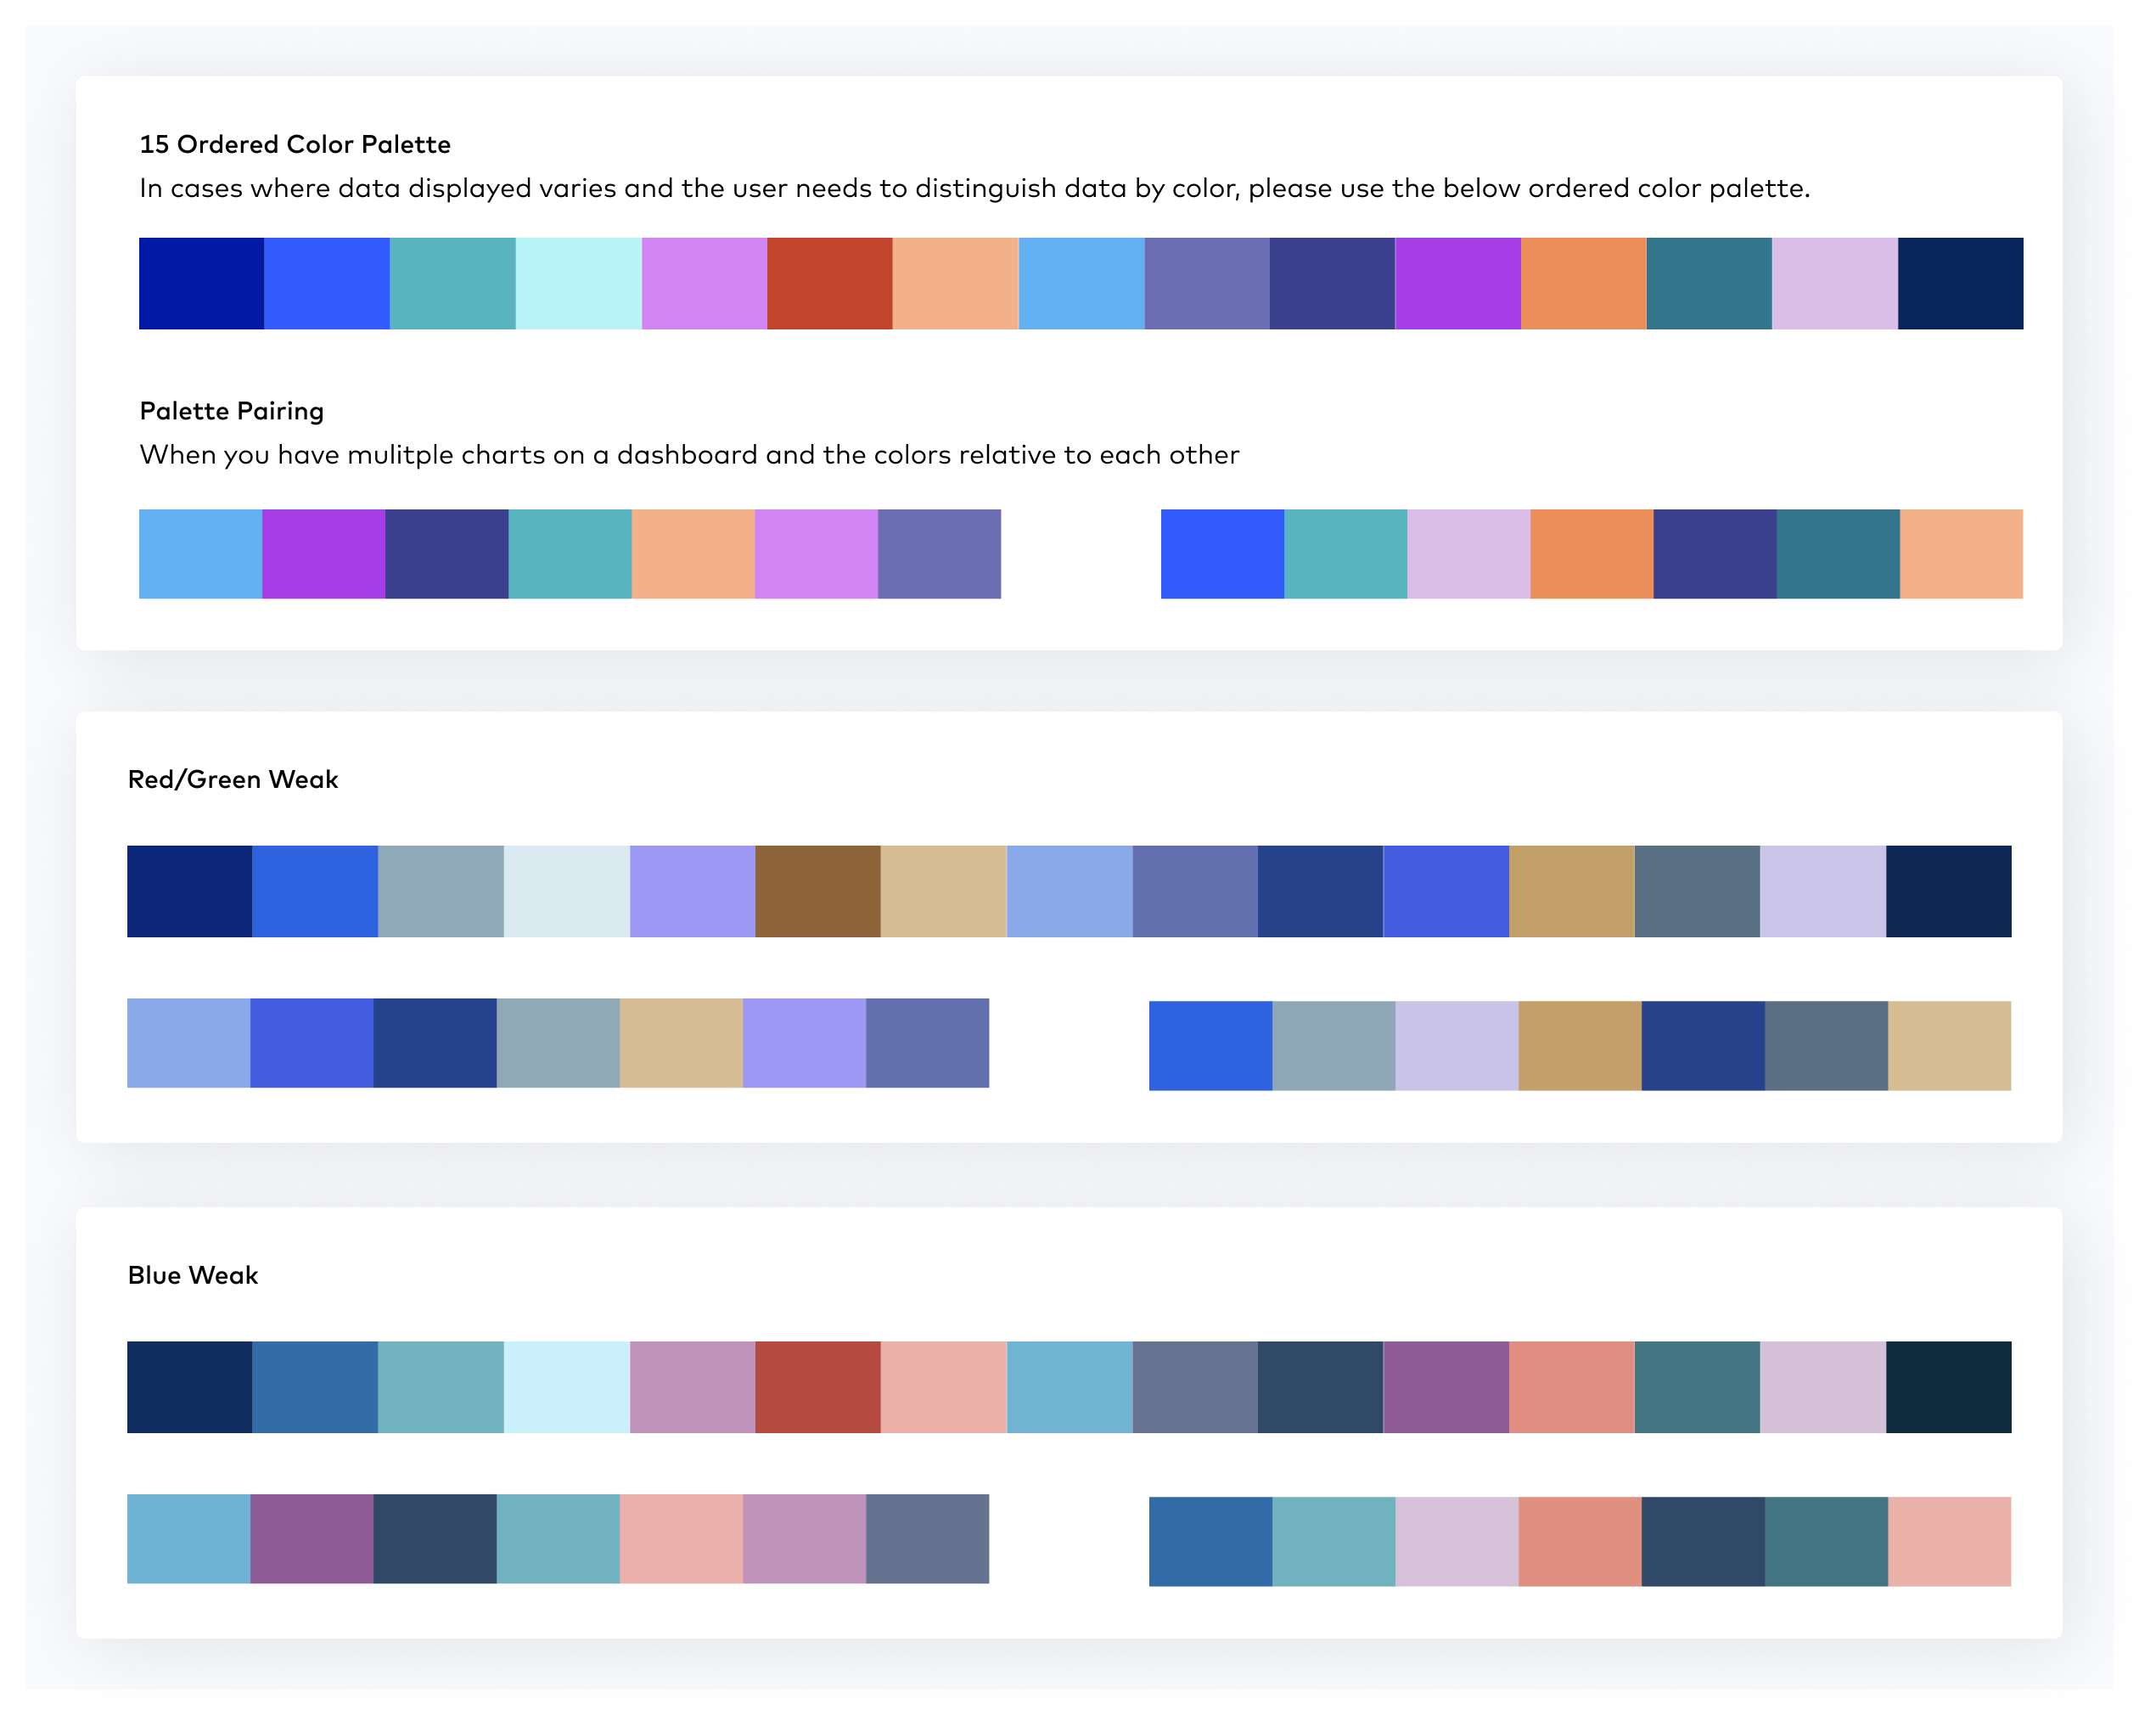 15 Ordered Color Palette
In cases where data displayed varies and the user needs to distinguish data by color, please use the below ordered color palette.
Palette Pairing
When you have mulitple charts on a dashboard and the colors relative to each other
Red/Green Weak
Blue Weak